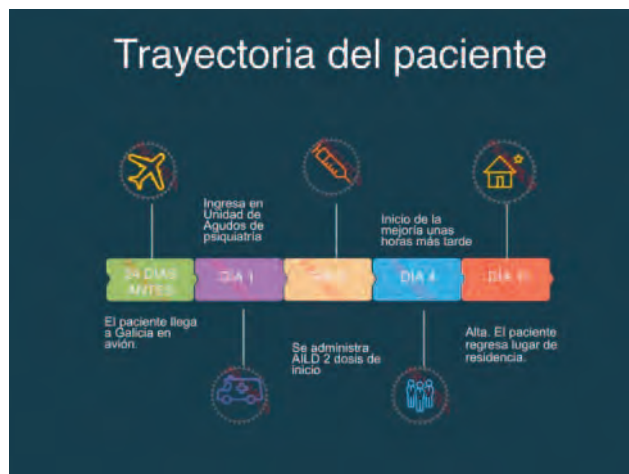 Trayectoria del paciente
Ingresa en
Unidad de
Agudos de
psiquiatría
Inicio de la
mejoría unas
horas más tarde
DIAS
ANTES
DIA 1
DIA 4
DIA
El paciente llega
a Galicia en
avión.
Se administra
AILD 2 dosis de
inicio
Alta. El paciente
regresa lugar de
residencia.